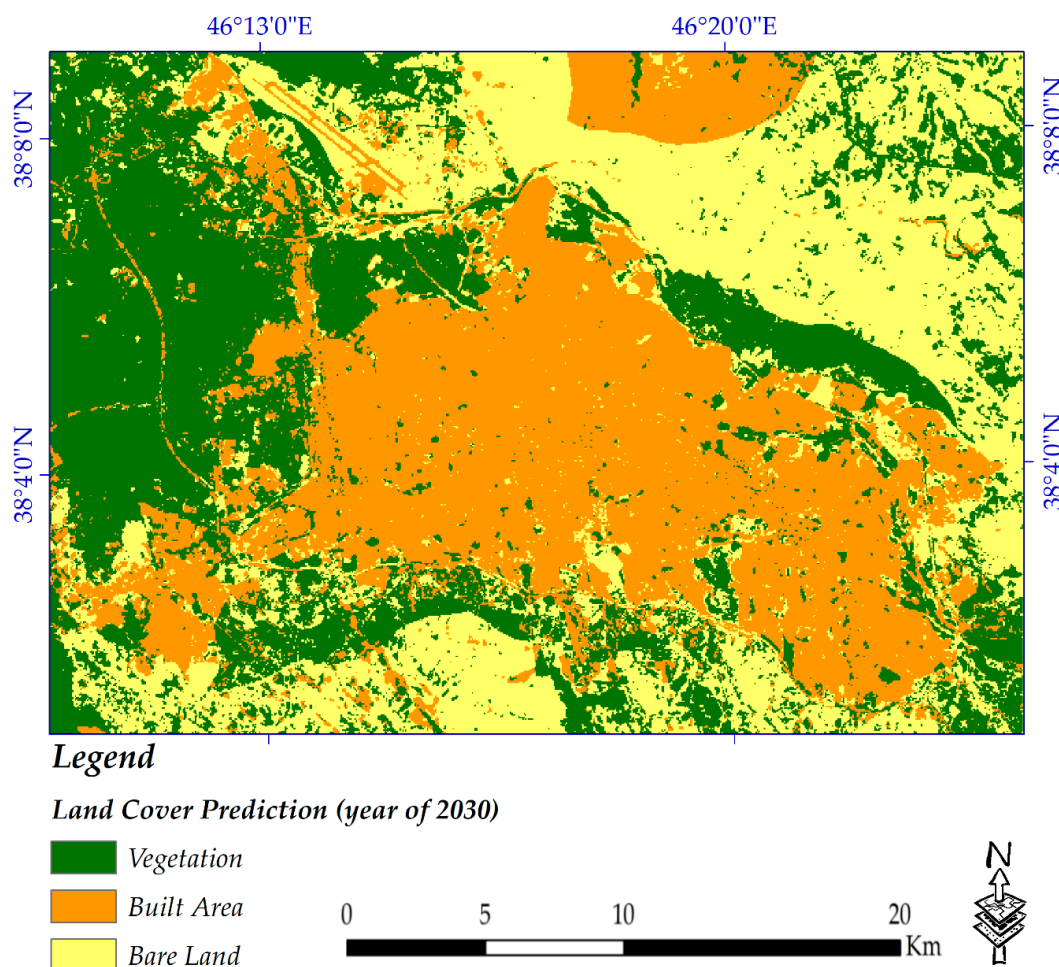 46°13'0"E 46°20'0"E
38°8'0"N 38°8'0"N
38°4'0"N 38°4'0"N
Legend
Land Cover Prediction (year of 2030)
Vegetation
Built Area
Bare Land
N
0 5 10 20
Km